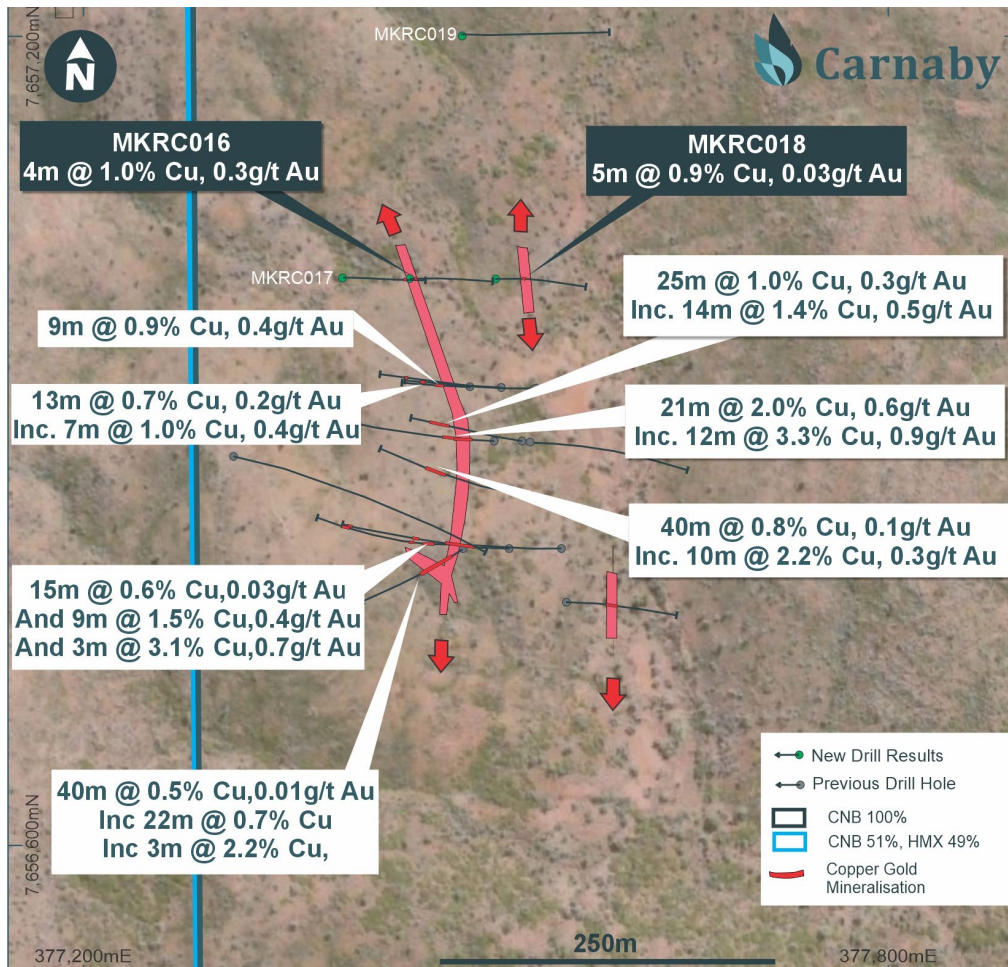 MKRC019
7,657,200mN
N
Carnaby
MKRC016
4m @ 1.0% Cu, 0.3g/t Au
MKRC018
5m @ 0.9% Cu, 0.03g/t Au
MKRC017
25m @ 1.0% Cu, 0.3g/t Au
Inc. 14m @ 1.4% Cu, 0.5g/t Au
9m @ 0.9% Cu, 0.4g/t Au
13m @ 0.7% Cu, 0.2g/t Au
Inc. 7m @ 1.0% Cu, 0.4g/t Au
21m @ 2.0% Cu, 0.6g/t Au
Inc. 12m @ 3.3% Cu, 0.9g/t Au
40m @ 0.8% Cu, 0.1g/t Au
Inc. 10m @ 2.2% Cu, 0.3g/t Au
15m @ 0.6% Cu,0.03g/t Au
And 9m @ 1.5% Cu,0.4g/t Au
And 3m @ 3.1% Cu,0.7g/t Au
40m @ 0.5% Cu,0.01g/t Au
Inc 22m @ 0.7% Cu
Inc 3m @ 2.2% Cu,
New Drill Results
Previous Drill Hole
CNB 100%
CNB 51%, HMX 49%
Copper Gold
Mineralisation
7,656,600mN
377,200mE
250m
377,800mE